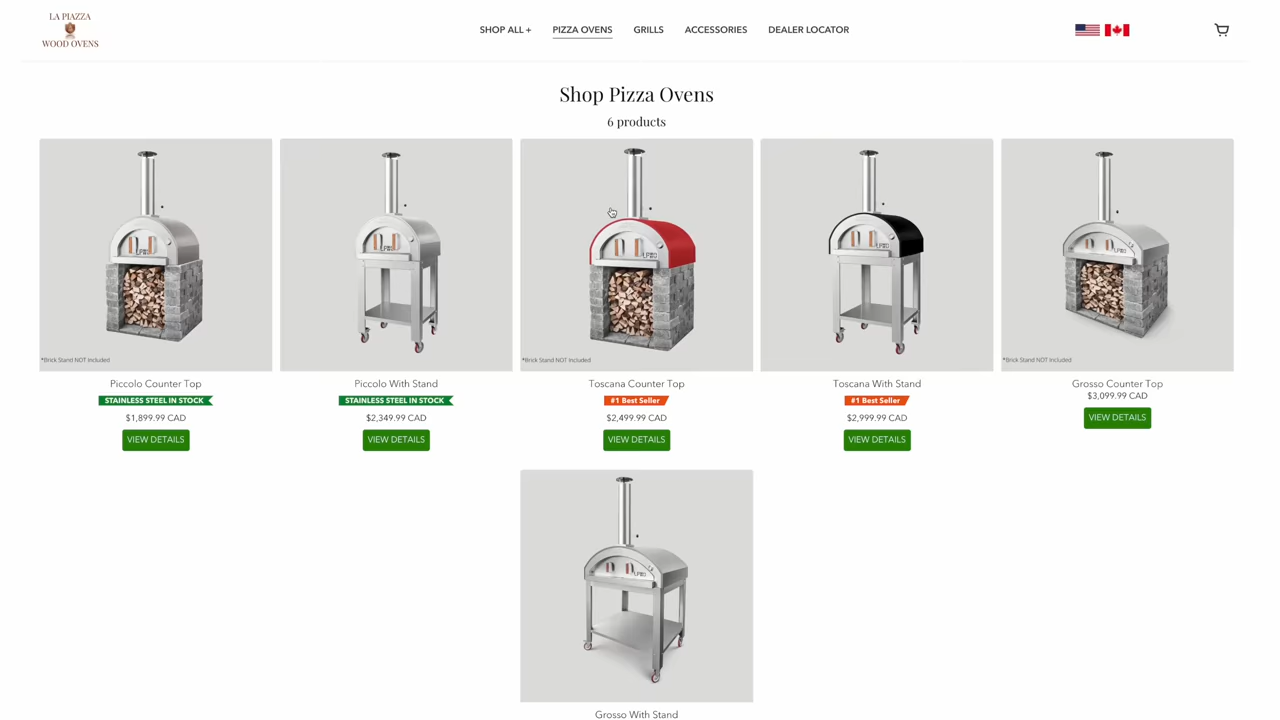 LA PIAZZA
WOOD OVENS
SHOP ALL +
PIZZA OVENS
GRILLS
ACCESSORIES
DEALER LOCATOR
Shop Pizza Ovens
6 products
*Brick Stand NOT Included
*Brick Stand NOT Included
*Brick Stand NOT Included
Piccolo Counter Top
STAINLESS STEEL IN STOCK
$1,899.99 CAD
VIEW DETAILS
Piccolo With Stand
STAINLESS STEEL IN STOCK
$2,349.99 CAD
VIEW DETAILS
Toscana Counter Top
#1 Best Seller
$2,499.99 CAD
VIEW DETAILS
Toscana With Stand
#1 Best Seller
$2,999.99 CAD
VIEW DETAILS
Grosso Counter Top
$3,099.99 CAD
VIEW DETAILS
Grosso With Stand